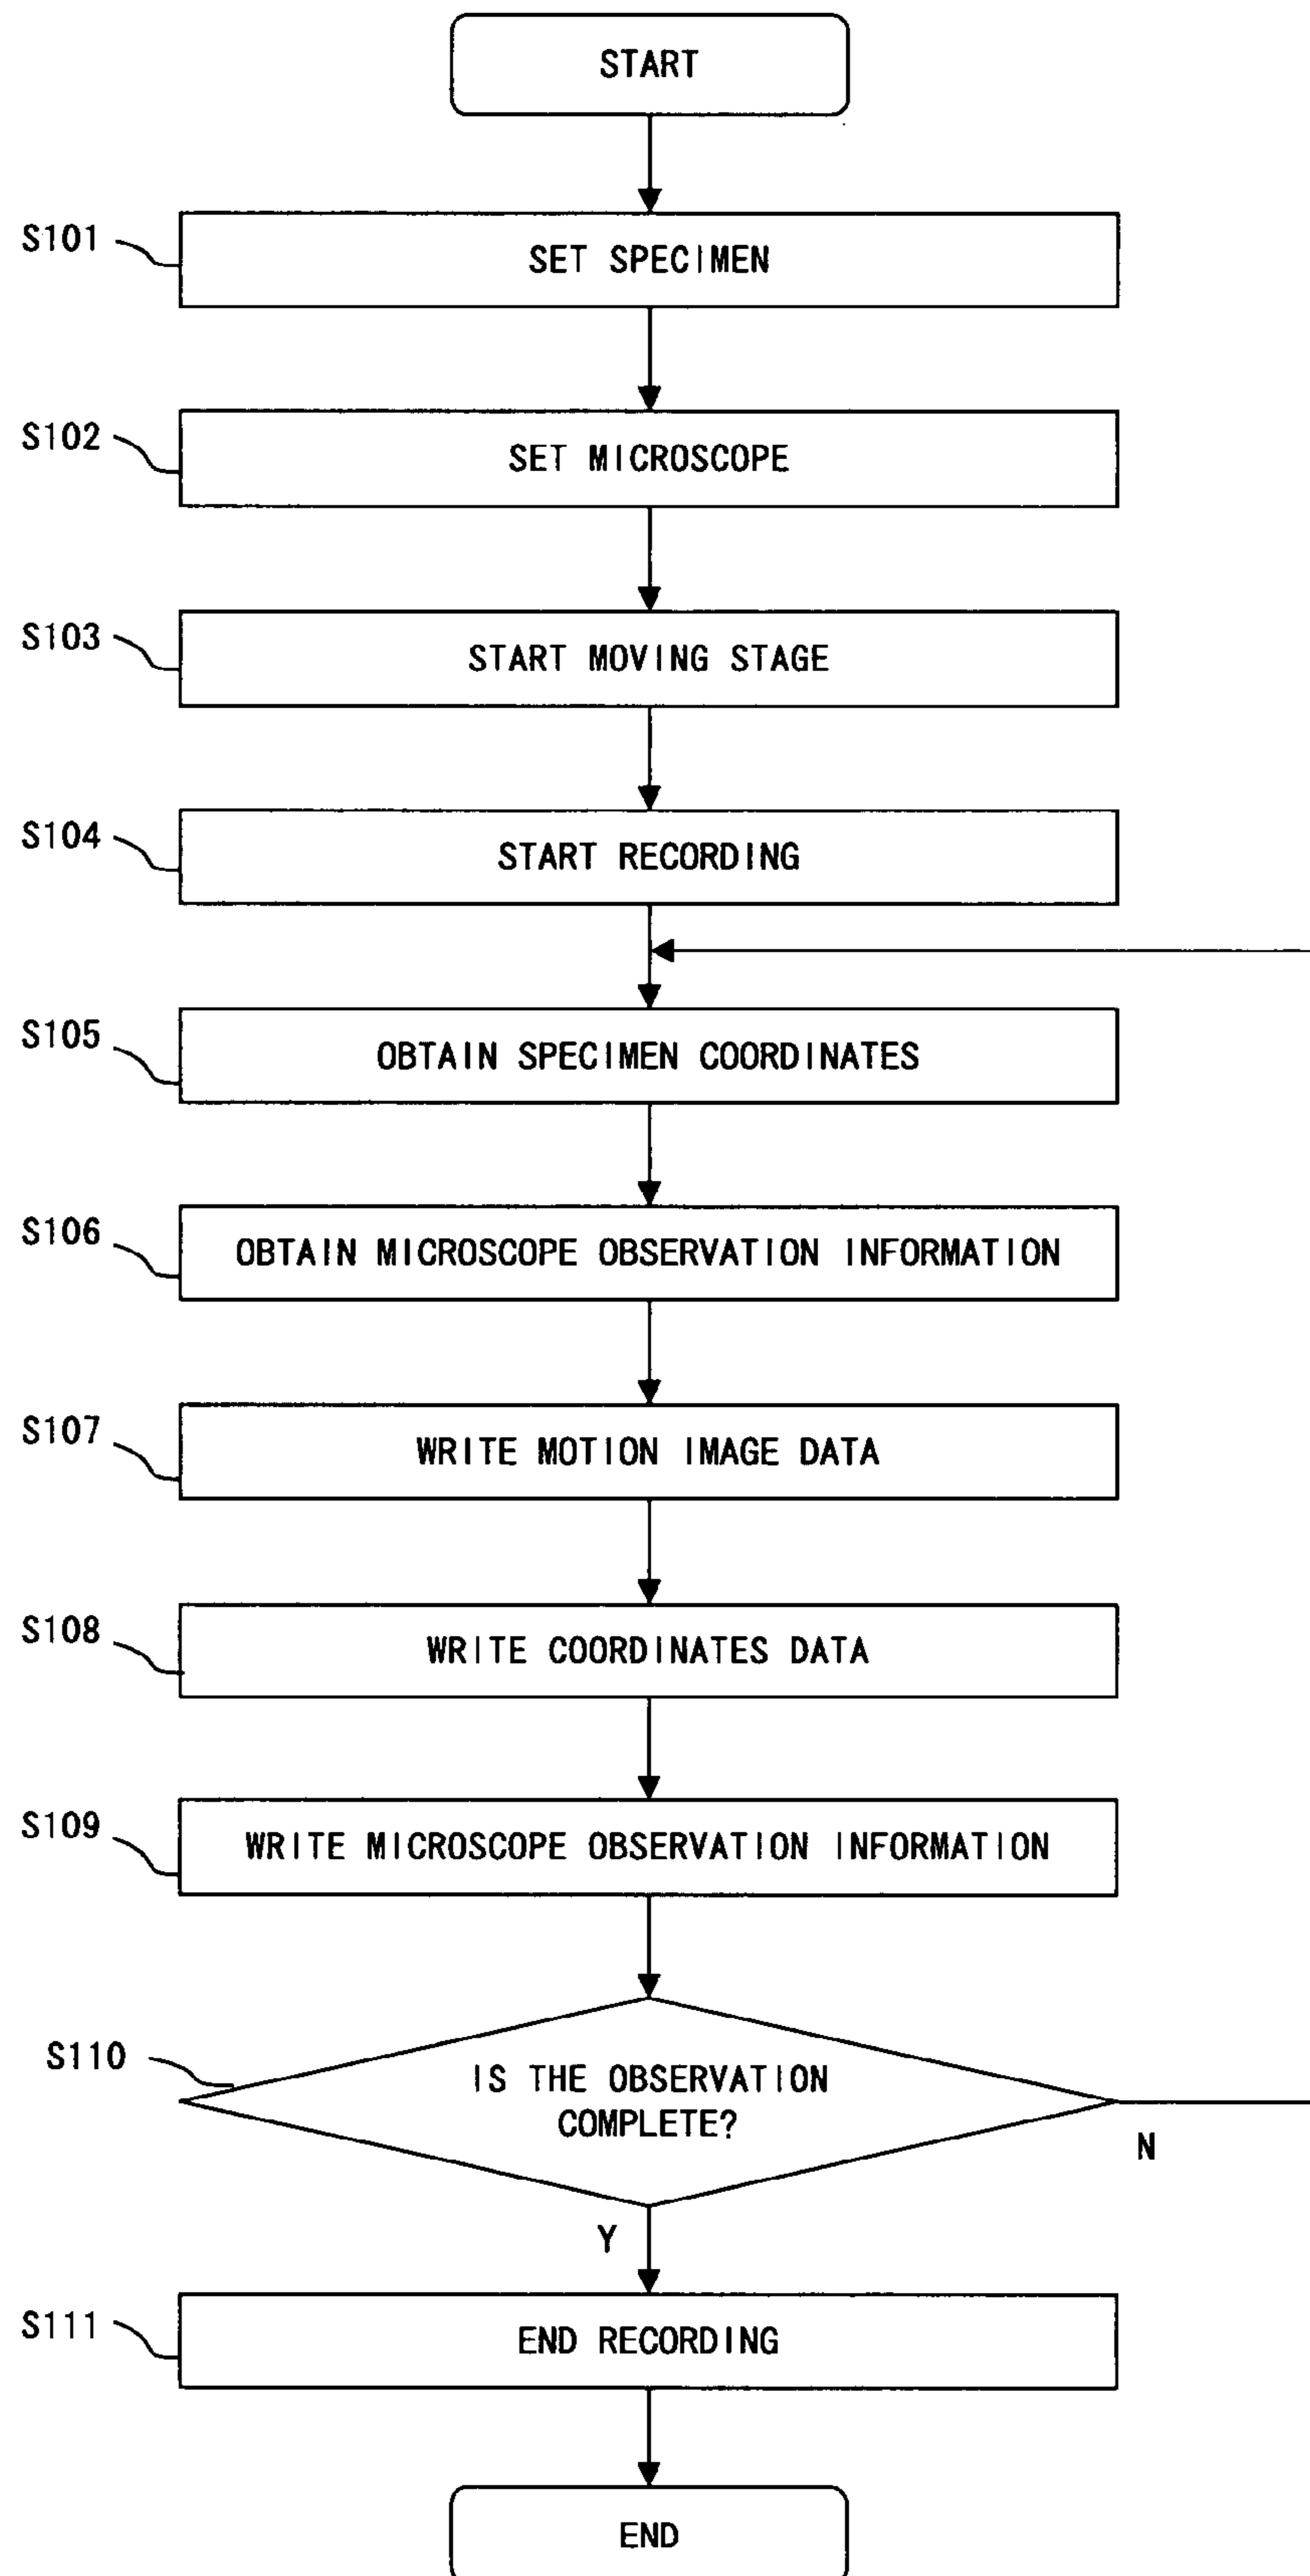 START
S101
SET SPECIMEN
S102
SET MICROSCOPE
S103
START MOVING STAGE
S104
START RECORDING
S105
OBTAIN SPECIMEN COORDINATES
S106
OBTAIN MICROSCOPE OBSERVATION INFORMATION
S107
WRITE MOTION IMAGE DATA
S108
WRITE COORDINATES DATA
S109
WRITE MICROSCOPE OBSERVATION INFORMATION
S110
IS THE OBSERVATION
COMPLETE?
N
Y
S111
END RECORDING
END